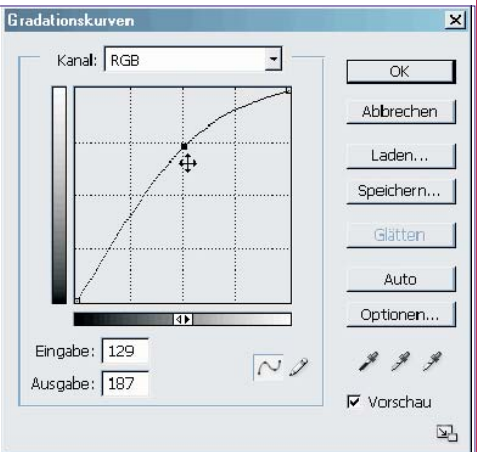 Gradationskurven
Kanal: RGB
OK
Abbrechen
Laden...
Speichern...
Glätten
Auto
Optionen...
Eingabe: 129
Ausgabe: 187
Vorschau